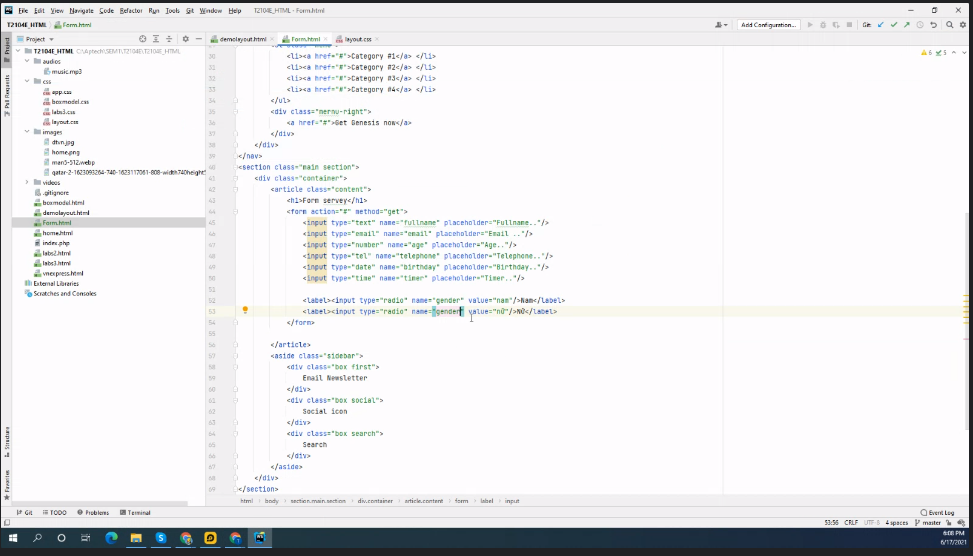 File Edit View Navigate Code Refactor Run Tools Git Window Help T2104E_HTML - Form.html
T2104E_HTML Form.html
Add Configuration...
Git:
Project
demolayout.html Form.html layout.css
T2104E_HTML C:\Aptech\SEM1\T2104E\T2104E_HTML
audios
music.mp3
css
app.css
boxmodel.css
labs3.css
layout.css
images
dtvn.jpg
home.png
man5-512.webp
qatar-2-1623093264-740-1623117061-808-width740height5
videos
.gitignore
boxmodel.html
demolayout.html
Form.html
home.html
index.php
labs2.html
labs3.html
vnexpress.html
External Libraries
Scratches and Consoles
Project
Pull Requests
Structure
Favorites
6 5
30 <li><a href="#">Category #1</a> </li>
31 <li><a href="#">Category #2</a> </li>
32 <li><a href="#">Category #3</a> </li>
33 <li><a href="#">Category #4</a> </li>
34 </ul>
35 <div class="mernu-right">
36 <a href="#">Get Genesis now</a>
37 </div>
38 </div>
39 </nav>
40 <section class="main section">
41 <div class="container">
42 <article class="content">
43 <h1>Form servey</h1>
44 <form action="#" method="get">
45 <input type="text" name="fullname" placeholder="Fullname.."/>
46 <input type="email" name="email" placeholder="Email .."/>
47 <input type="number" name="age" placeholder="Age.."/>
48 <input type="tel" name="telephone" placeholder="Telephone.."/>
49 <input type="date" name="birthday" placeholder="Birthday.."/>
50 <input type="time" name="timer" placeholder="Timer.."/>
51
52 <label><input type="radio" name="gender" value="nam"/>Nam</label>
53 <label><input type="radio" name="gender" value="nữ"/>Nữ</label>
54 </form>
55
56 </article>
57 <aside class="sidebar">
58 <div class="box first">
59 Email Newsletter
60 </div>
61 <div class="box social">
62 Social icon
63 </div>
64 <div class="box search">
65 Search
66 </div>
67 </aside>
68 </div>
69 </section>
html body section.main.section div.container article.content form label input
Git TODO Problems Terminal
Event Log
53:56 CRLF UTF-8 4 spaces master
6:08 PM
6/17/2021